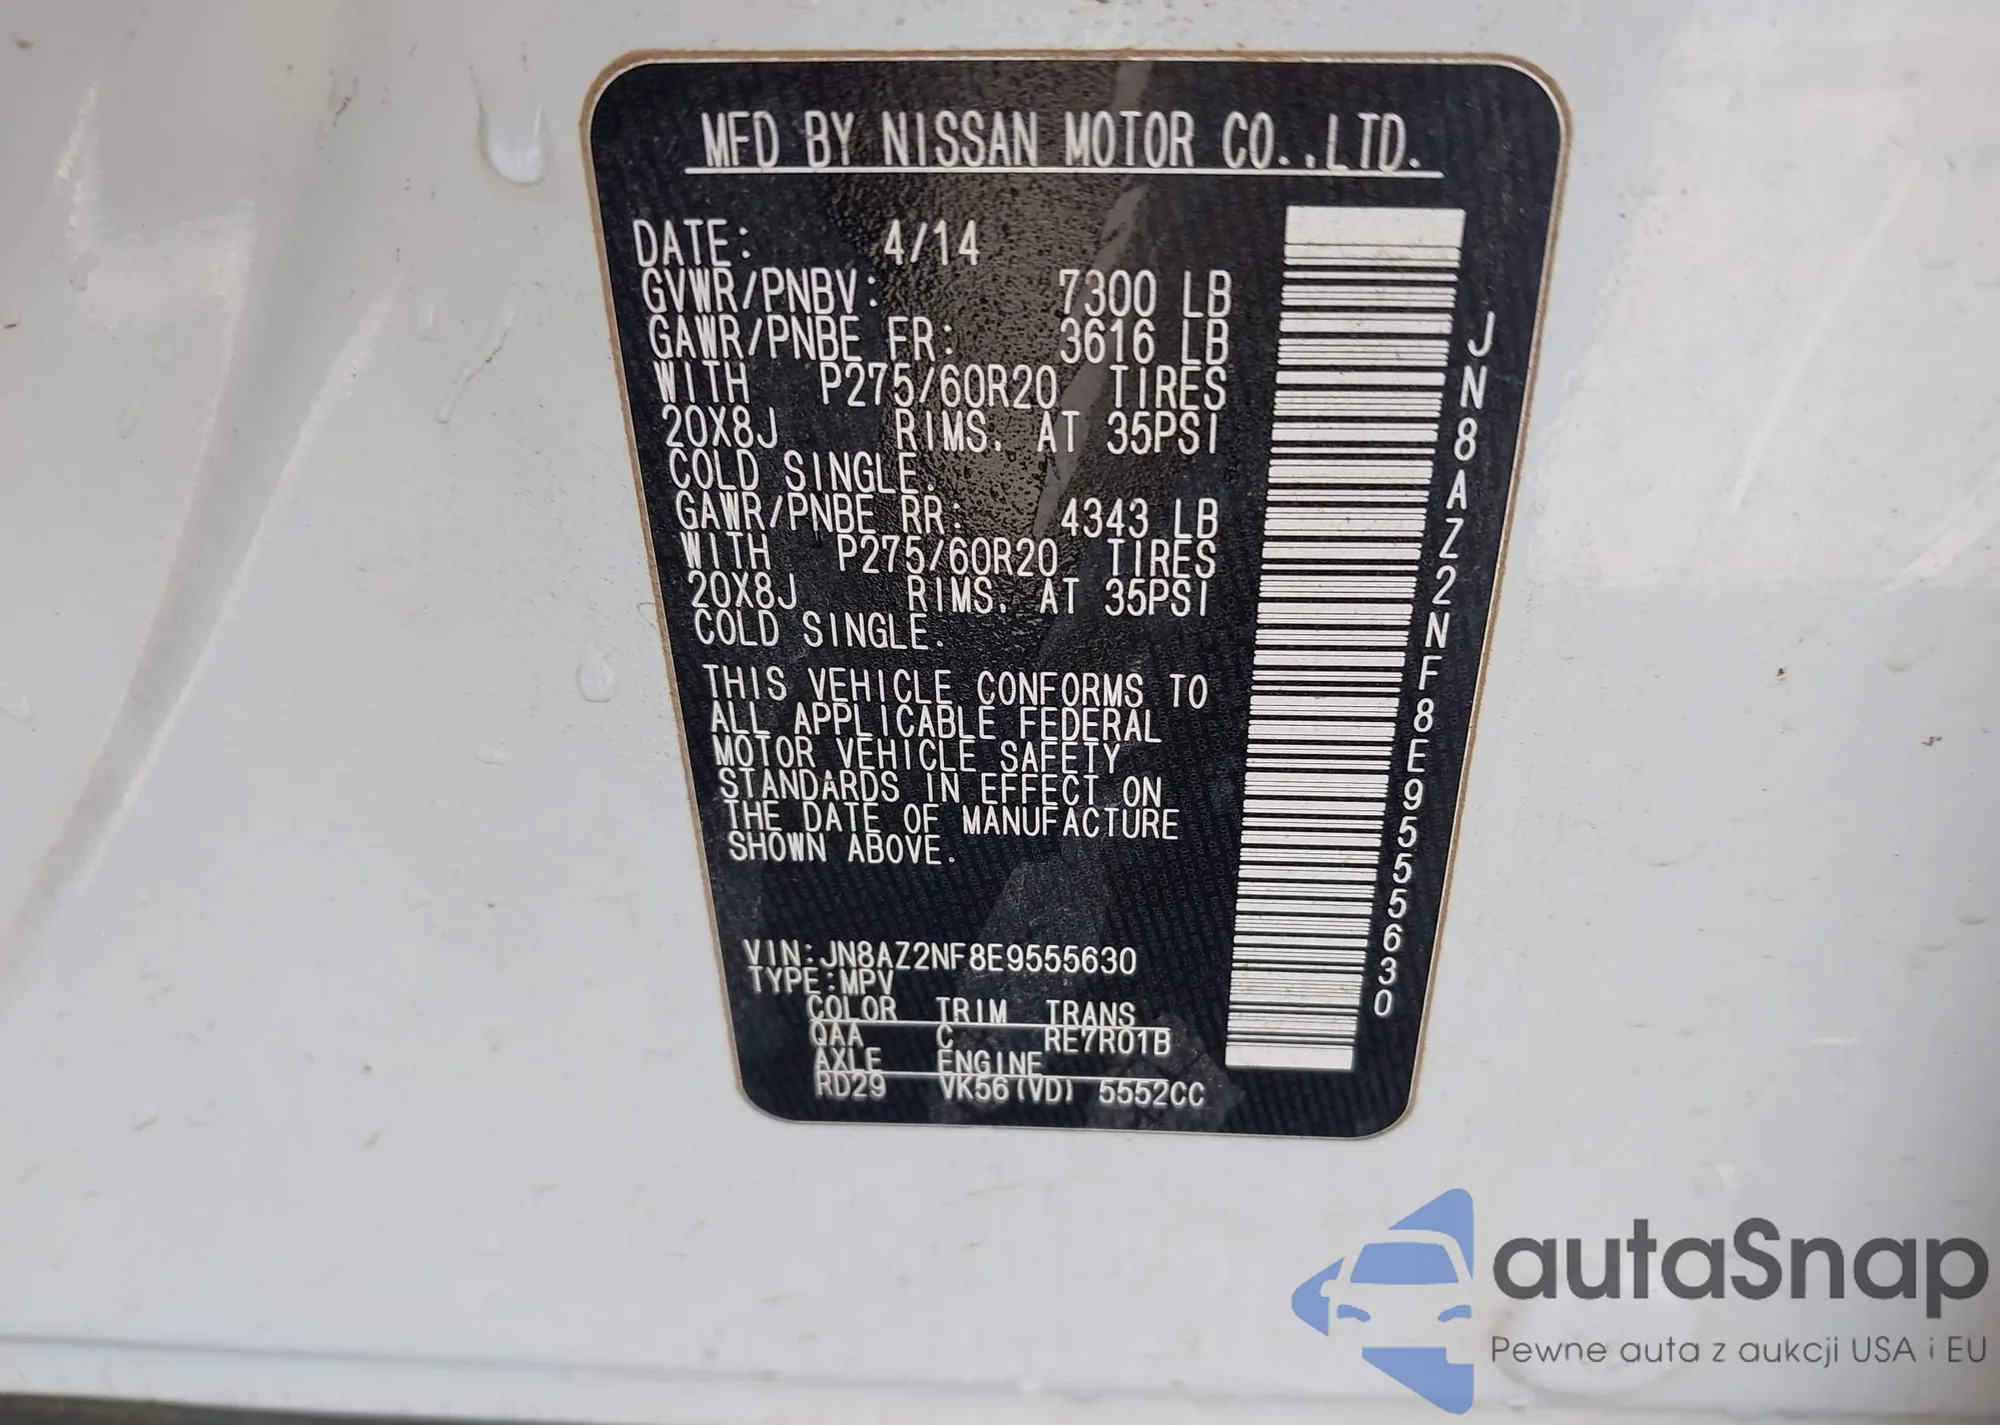 MFD BY NISSAN MOTOR CO.,LTD.
DATE: 4/14
GVWR/PNBV: 7300 LB
GAWR/PNBE FR: 3616 LB
WITH P275/60R20 TIRES
20X8J RIMS. AT 35PSI
COLD SINGLE.
GAWR/PNBE RR: 4343 LB
WITH P275/60R20 TIRES
20X8J RIMS. AT 35PSI
COLD SINGLE.
THIS VEHICLE CONFORMS TO
ALL APPLICABLE FEDERAL
MOTOR VEHICLE SAFETY
STANDARDS IN EFFECT ON
THE DATE OF MANUFACTURE
SHOWN ABOVE.
VIN:JN8AZ2NF8E9555630
TYPE:MPV
COLOR TRIM TRANS
QAA C RE7R01B
AXLE ENGINE
RD29 VK56(VD) 5552CC
JN8AZ2NF8E9555630
autaSnap
Pewne auta z aukcji USA i EU